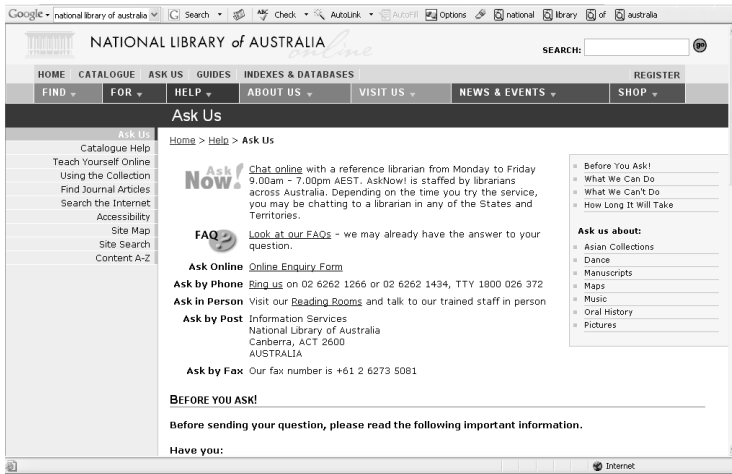 Google national library of australia Search ABC Check AutoLink AutoFill Options national library of australia
NATIONAL LIBRARY of AUSTRALIA
online
SEARCH: go
HOME CATALOGUE ASK US GUIDES INDEXES & DATABASES REGISTER
FIND FOR HELP ABOUT US VISIT US NEWS & EVENTS SHOP
Ask Us
Ask Us
Catalogue Help
Teach Yourself Online
Using the Collection
Find Journal Articles
Search the Internet
Accessibility
Site Map
Site Search
Content A-Z
Home > Help > Ask Us
Ask Now!
Chat online with a reference librarian from Monday to Friday
9.00am - 7.00pm AEST. AskNow! is staffed by librarians
across Australia. Depending on the time you try the service,
you may be chatting to a librarian in any of the States and
Territories.
FAQ Look at our FAQs - we may already have the answer to your
question.
Ask Online Online Enquiry Form
Ask by Phone Ring us on 02 6262 1266 or 02 6262 1434, TTY 1800 026 372
Ask in Person Visit our Reading Rooms and talk to our trained staff in person
Ask by Post Information Services
National Library of Australia
Canberra, ACT 2600
AUSTRALIA
Ask by Fax Our fax number is +61 2 6273 5081
Before You Ask!
What We Can Do
What We Can't Do
How Long It Will Take
Ask us about:
Asian Collections
Dance
Manuscripts
Maps
Music
Oral History
Pictures
BEFORE YOU ASK!
Before sending your question, please read the following important information.
Have you:
Internet